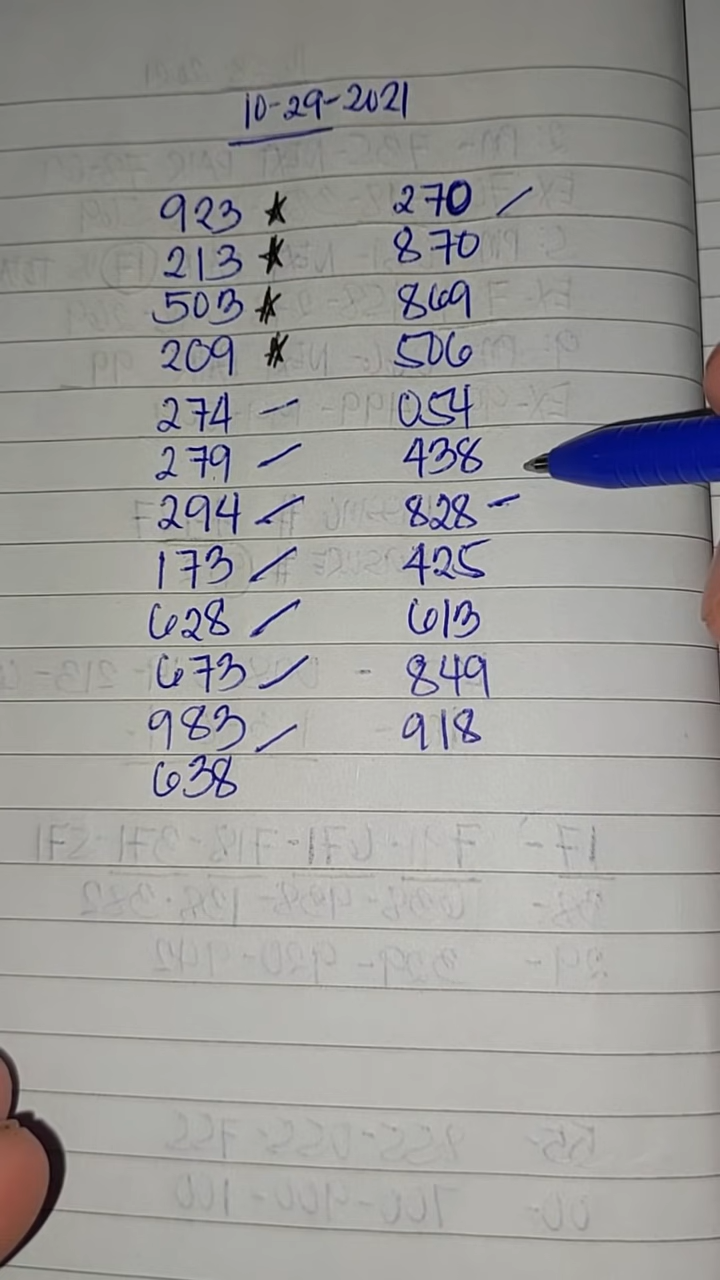 10-29-2021
923 * 270 /
213 * 870
503 * 869
209 * 506
274 - 054
279 / 438
294 / 828 -
173 / 425
628 / 613
673 / - 849
983 / 918
638